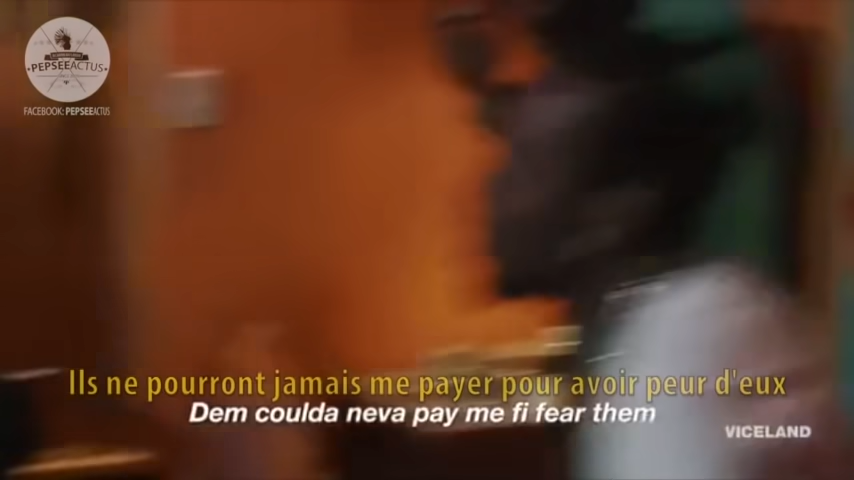 PEPSEEACTUS
FACEBOOK: PEPSEEACTUS
Ils ne pourront jamais me payer pour avoir peur d'eux
Dem coulda neva pay me fi fear them
VICELAND